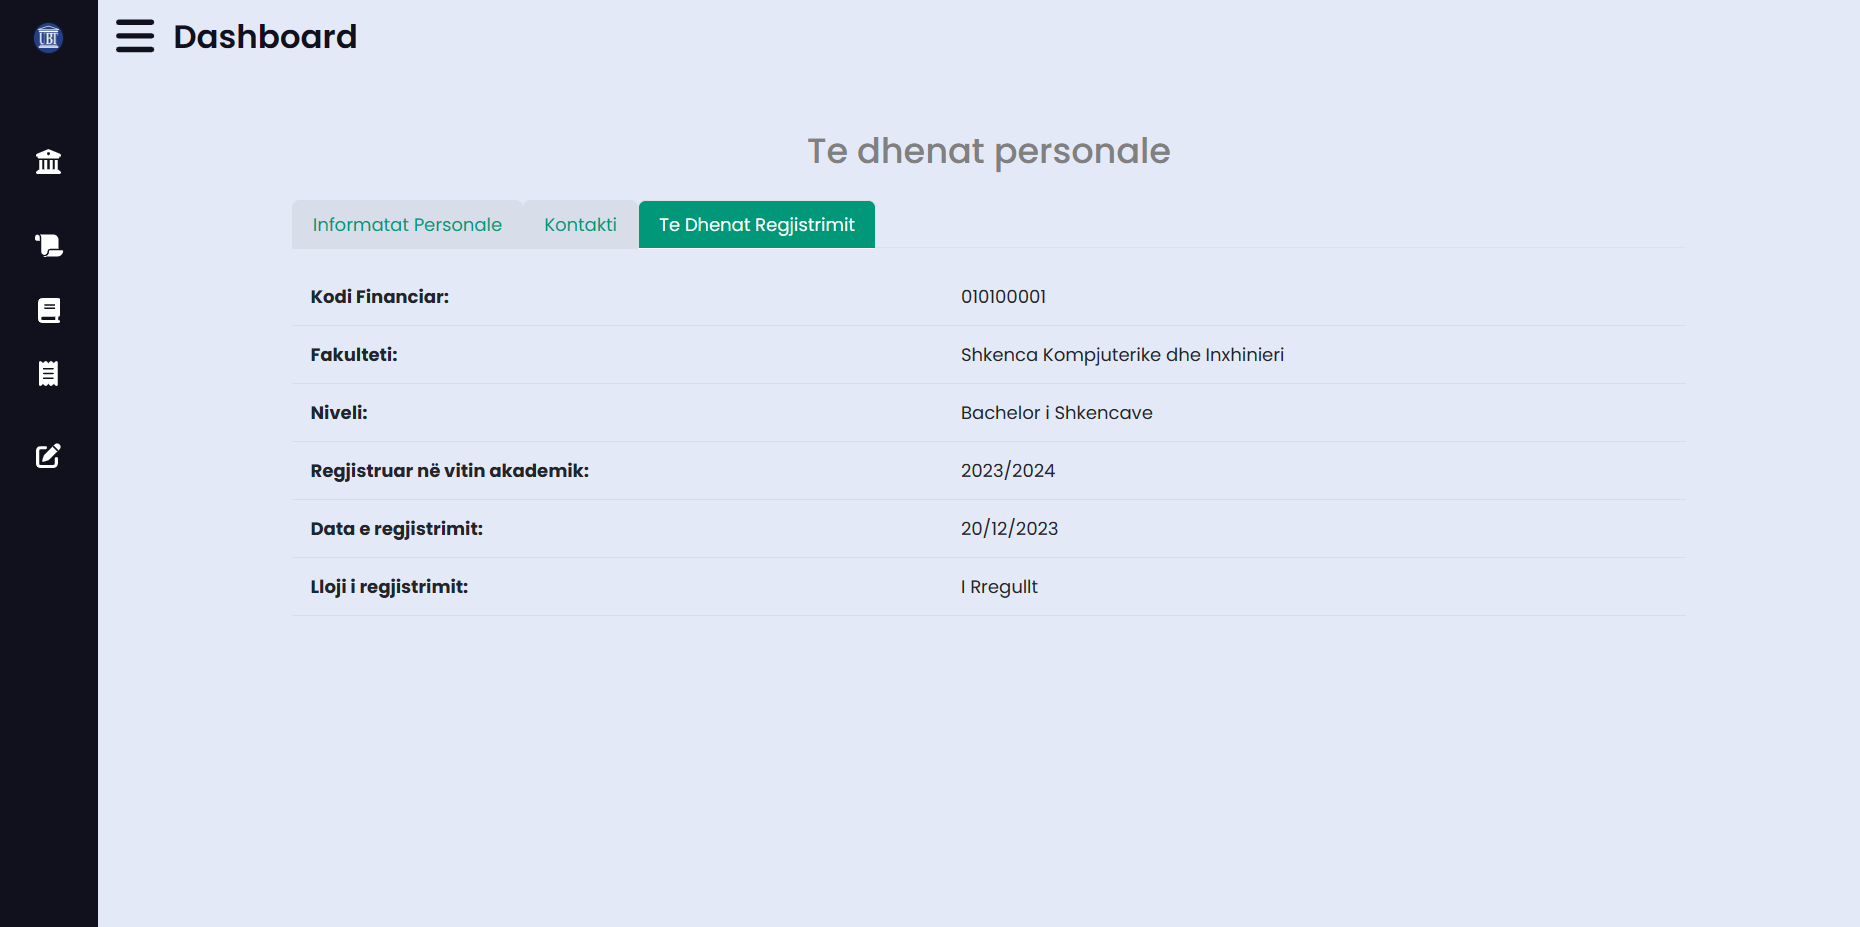 UBT
Dashboard
Te dhenat personale
Informatat Personale Kontakti Te Dhenat Regjistrimit
Kodi Financiar: 010100001
Fakulteti: Shkenca Kompjuterike dhe Inxhinieri
Niveli: Bachelor i Shkencave
Regjistruar në vitin akademik: 2023/2024
Data e regjistrimit: 20/12/2023
Lloji i regjistrimit: I Rregullt